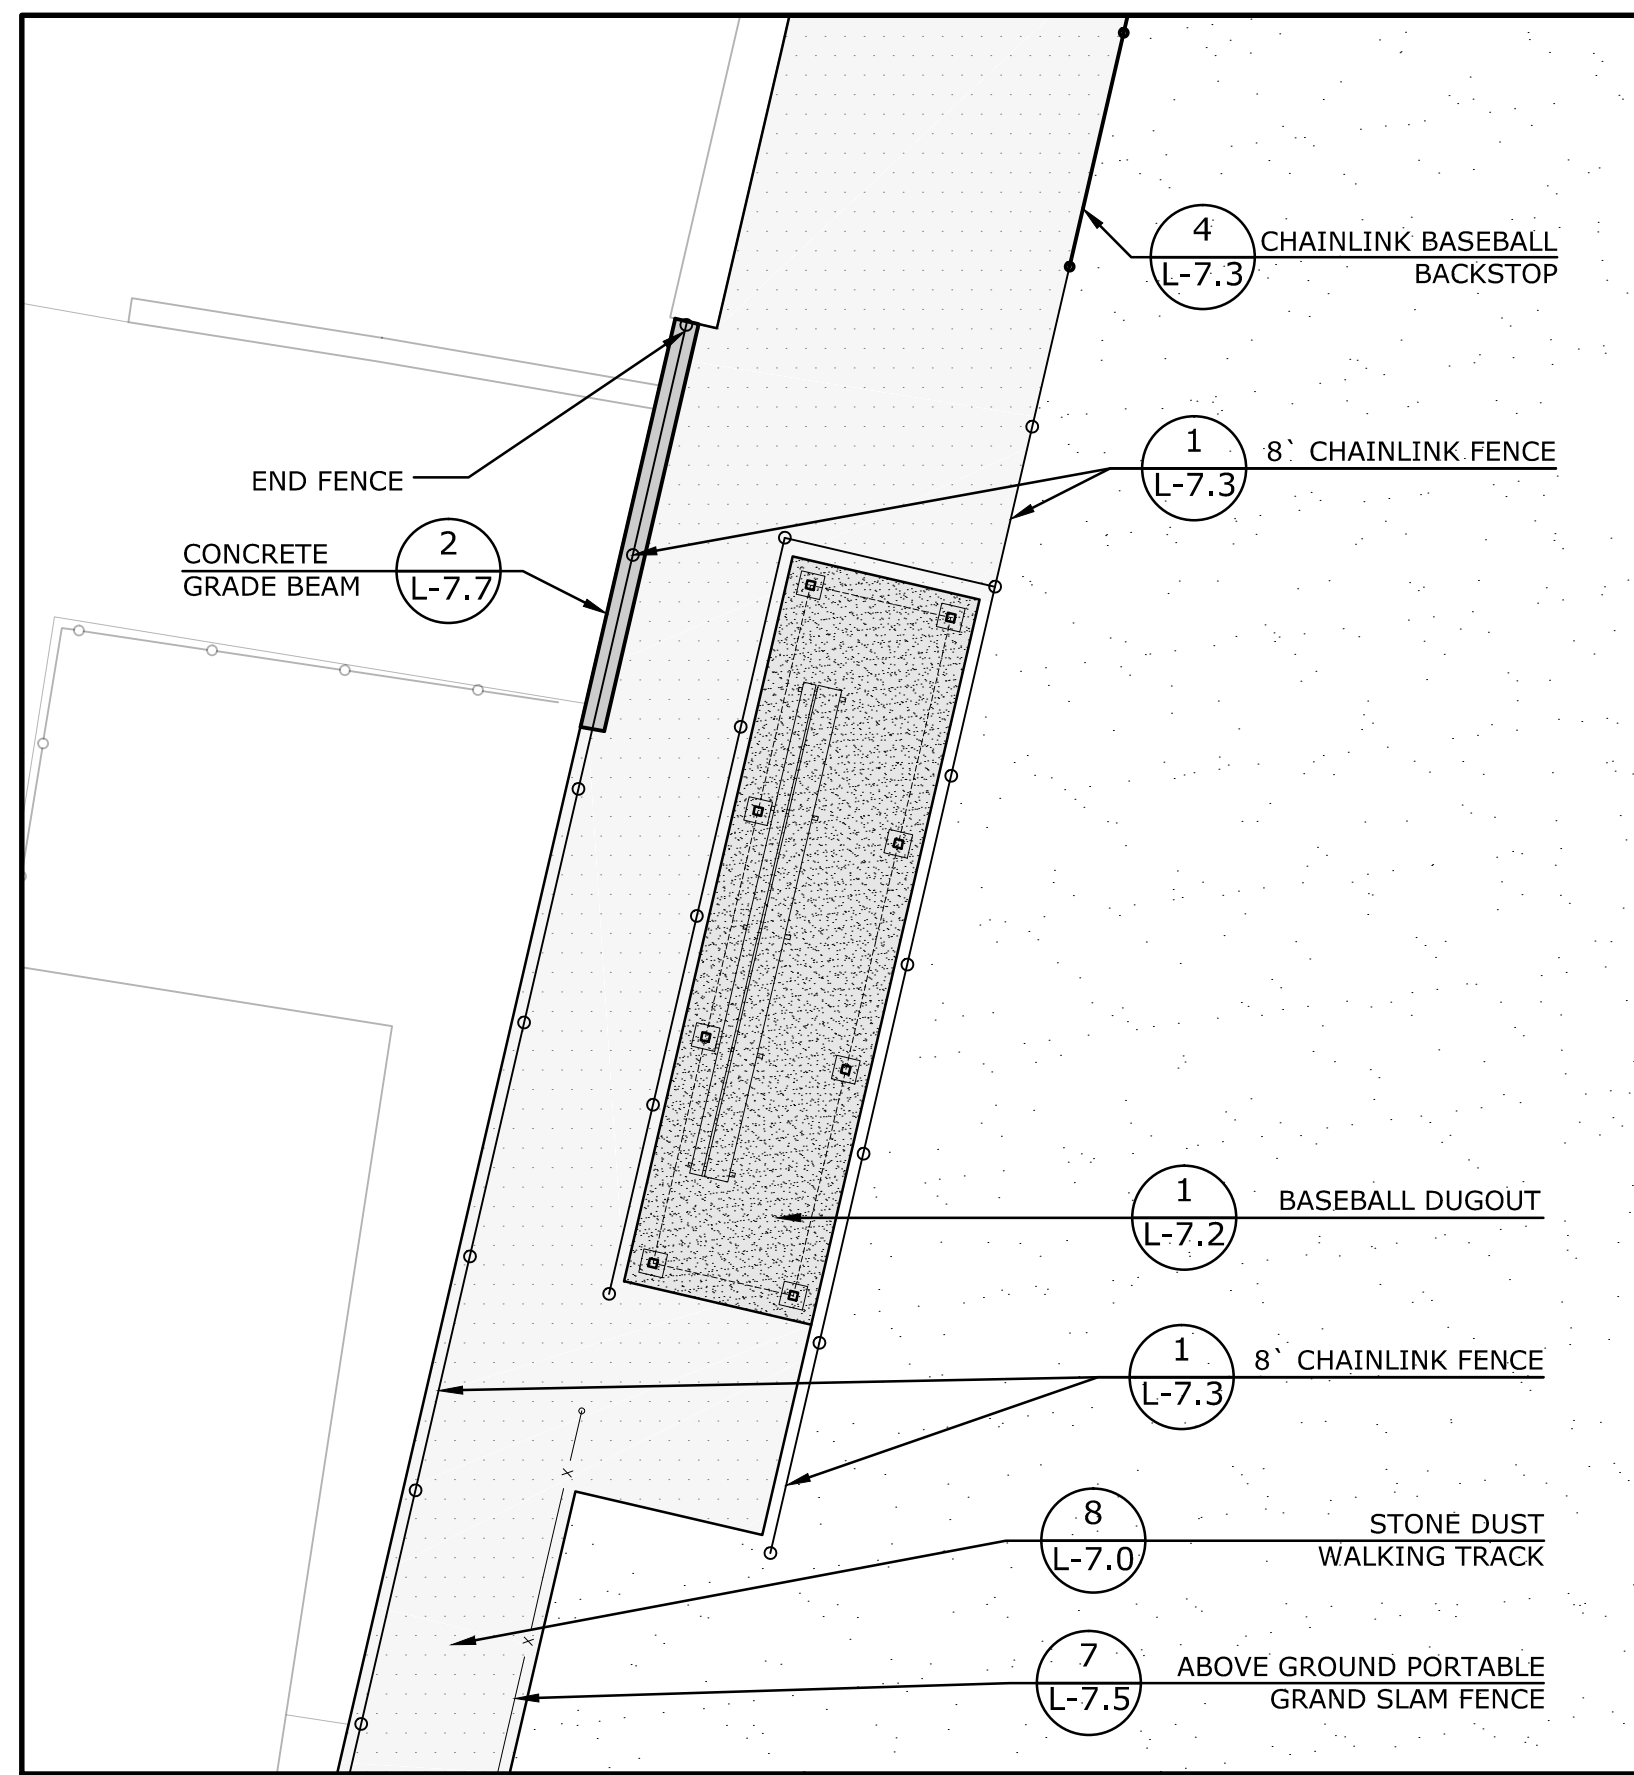 4
L-7.3
CHAINLINK BASEBALL
BACKSTOP
1
L-7.3
8` CHAINLINK FENCE
END FENCE
CONCRETE
GRADE BEAM
2
L-7.7
1
L-7.2
BASEBALL DUGOUT
1
L-7.3
8` CHAINLINK FENCE
X
8
L-7.0
STONE DUST
WALKING TRACK
X
7
L-7.5
ABOVE GROUND PORTABLE
GRAND SLAM FENCE